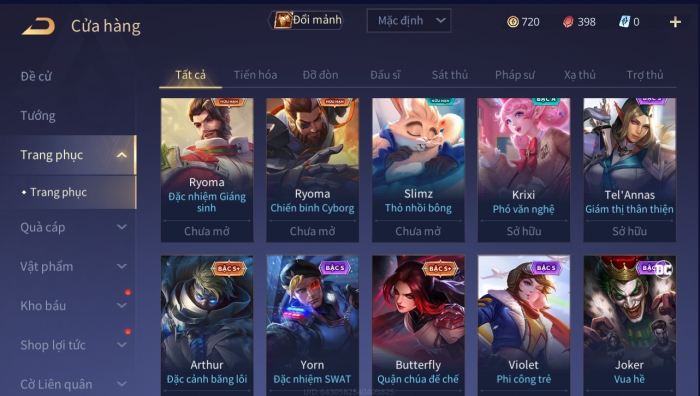 Cửa hàng
Đổi mảnh
Mặc định
720
398
0
Đề cử
Tướng
Trang phục
Trang phục
Quà cáp
Vật phẩm
Kho báu
Shop lợi tức
Cờ Liên quân
Tất cả
Tiến hóa
Đỡ đòn
Đấu sĩ
Sát thủ
Pháp sư
Xạ thủ
Trợ thủ
HỮU HẠN
Ryoma
Đặc nhiệm Giáng
sinh
Chưa mở
HỮU HẠN
Ryoma
Chiến binh Cyborg
Chưa mở
HỮU HẠN
Slimz
Thỏ nhồi bông
Chưa mở
BẬC A
Krixi
Phó văn nghệ
Sở hữu
BẬC S
Tel'Annas
Giám thị thân thiện
Sở hữu
BẬC S+
Arthur
Đặc cảnh băng lôi
BẬC S
Yorn
Đặc nhiệm SWAT
BẬC S+
Butterfly
Quận chúa đế chế
BẬC S
Violet
Phi công trẻ
BẬC
DC
Joker
Vua hề